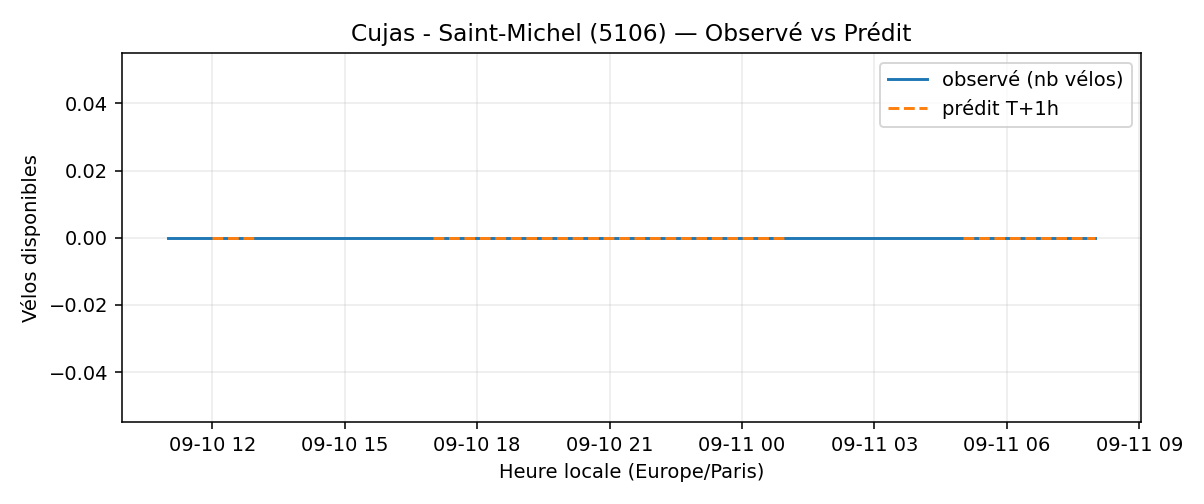 Cujas - Saint-Michel (5106) — Observé vs Prédit
observé (nb vélos)
prédit T+1h
Vélos disponibles
0.04
0.02
0.00
−0.02
−0.04
09-10 12
09-10 15
09-10 18
09-10 21
09-11 00
09-11 03
09-11 06
09-11 09
Heure locale (Europe/Paris)